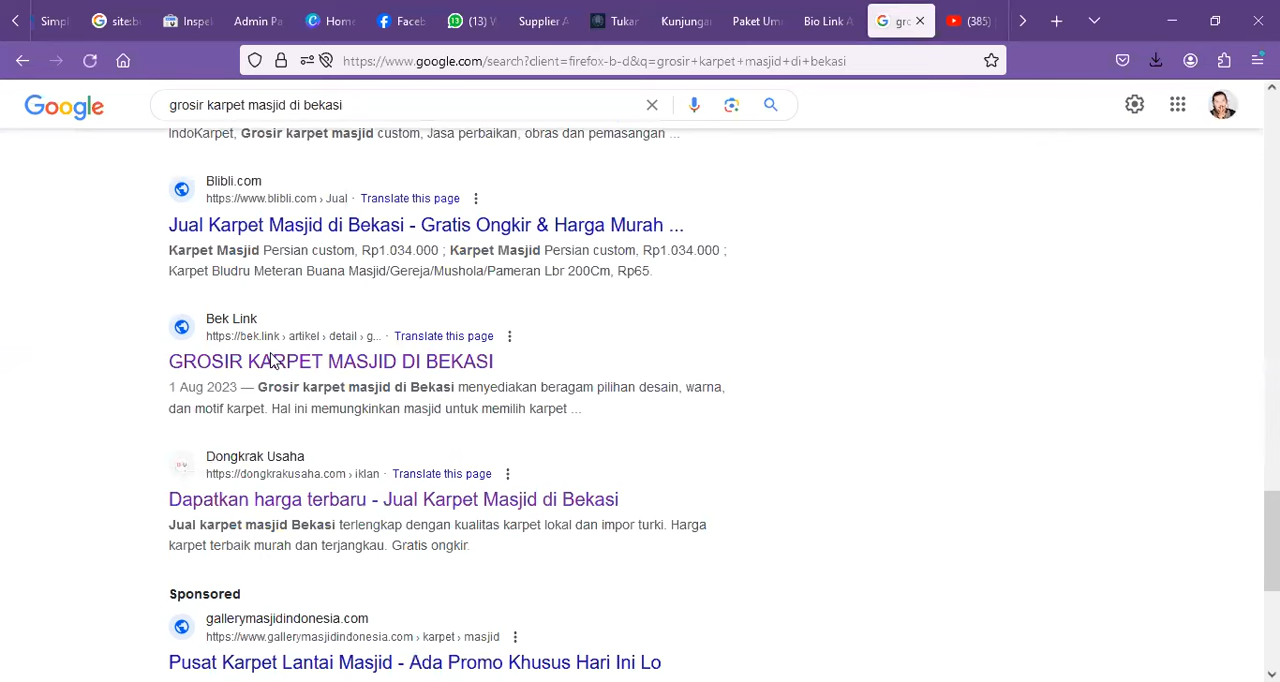 Simpl
site:b
Inspel
Admin Pa
Home
Faceb
(13) W
Supplier A
Tukar
Kunjungan
Paket Um
Bio Link A
gro
(385)
https://www.google.com/search?client=firefox-b-d&q=grosir+karpet+masjid+di+bekasi
Google
grosir karpet masjid di bekasi
IndoKarpet, Grosir karpet masjid custom, Jasa perbaikan, obras dan pemasangan ...
Blibli.com
https://www.blibli.com › Jual · Translate this page
Jual Karpet Masjid di Bekasi - Gratis Ongkir & Harga Murah ...
Karpet Masjid Persian custom, Rp1.034.000 ; Karpet Masjid Persian custom, Rp1.034.000 ;
Karpet Bludru Meteran Buana Masjid/Gereja/Mushola/Pameran Lbr 200Cm, Rp65.
Bek Link
https://bek.link › artikel › detail › g... · Translate this page
GROSIR KARPET MASJID DI BEKASI
1 Aug 2023 — Grosir karpet masjid di Bekasi menyediakan beragam pilihan desain, warna,
dan motif karpet. Hal ini memungkinkan masjid untuk memilih karpet ...
Dongkrak Usaha
https://dongkrakusaha.com › iklan · Translate this page
Dapatkan harga terbaru - Jual Karpet Masjid di Bekasi
Jual karpet masjid Bekasi terlengkap dengan kualitas karpet lokal dan impor turki. Harga
karpet terbaik murah dan terjangkau. Gratis ongkir.
Sponsored
gallerymasjidindonesia.com
https://www.gallerymasjidindonesia.com › karpet › masjid
Pusat Karpet Lantai Masjid - Ada Promo Khusus Hari Ini Lo